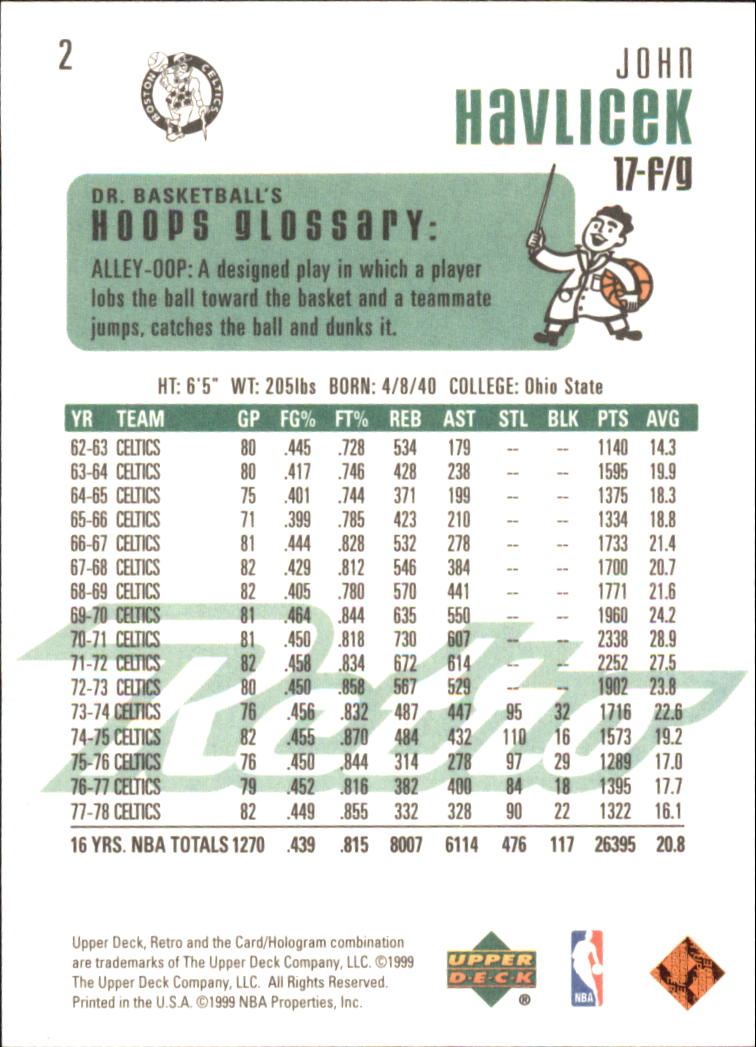 2
BOSTON CELTICS
JOHN
HAVLICEK
17-F/G
DR. BASKETBALL'S
HOOPS GLOSSARY:
ALLEY-OOP: A designed play in which a player
lobs the ball toward the basket and a teammate
jumps, catches the ball and dunks it.
HT: 6'5" WT: 205lbs BORN: 4/8/40 COLLEGE: Ohio State
YR TEAM GP FG% FT% REB AST STL BLK PTS AVG
62-63 CELTICS 80 .445 .728 534 179 -- -- 1140 14.3
63-64 CELTICS 80 .417 .746 428 238 -- -- 1595 19.9
64-65 CELTICS 75 .401 .744 371 199 -- -- 1375 18.3
65-66 CELTICS 71 .399 .785 423 210 -- -- 1334 18.8
66-67 CELTICS 81 .444 .828 532 278 -- -- 1733 21.4
67-68 CELTICS 82 .429 .812 546 384 -- -- 1700 20.7
68-69 CELTICS 82 .405 .780 570 441 -- -- 1771 21.6
69-70 CELTICS 81 .464 .844 635 550 -- -- 1960 24.2
70-71 CELTICS 81 .450 .818 730 607 -- -- 2338 28.9
71-72 CELTICS 82 .458 .834 672 614 -- -- 2252 27.5
72-73 CELTICS 80 .450 .858 567 529 -- -- 1902 23.8
73-74 CELTICS 76 .456 .832 487 447 95 32 1716 22.6
74-75 CELTICS 82 .455 .870 484 432 110 16 1573 19.2
75-76 CELTICS 76 .450 .844 314 278 97 29 1289 17.0
76-77 CELTICS 79 .452 .816 382 400 84 18 1395 17.7
77-78 CELTICS 82 .449 .855 332 328 90 22 1322 16.1
16 YRS. NBA TOTALS 1270 .439 .815 8007 6114 476 117 26395 20.8
Retro
Upper Deck, Retro and the Card/Hologram combination
are trademarks of The Upper Deck Company, LLC. ©1999
The Upper Deck Company, LLC. All Rights Reserved.
Printed in the U.S.A. ©1999 NBA Properties, Inc.
UPPER
D·E·C·K
®
NBA